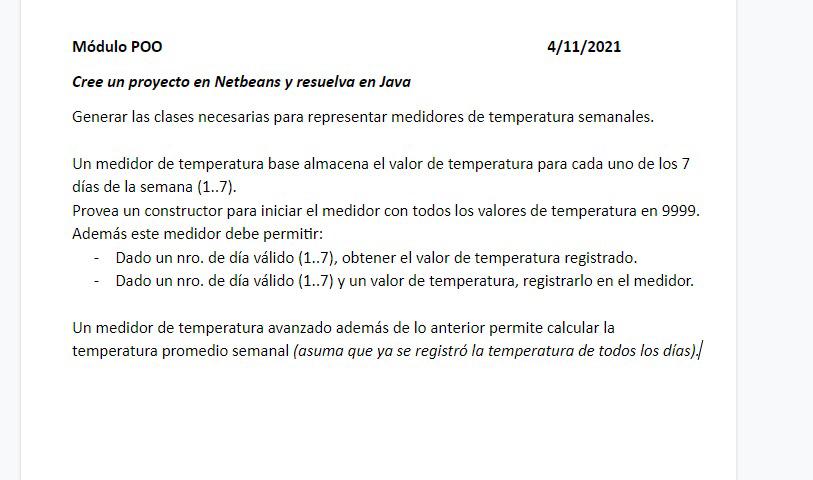 Módulo POO 4/11/2021
Cree un proyecto en Netbeans y resuelva en Java
Generar las clases necesarias para representar medidores de temperatura semanales.
Un medidor de temperatura base almacena el valor de temperatura para cada uno de los 7
días de la semana (1..7).
Provea un constructor para iniciar el medidor con todos los valores de temperatura en 9999.
Además este medidor debe permitir:
- Dado un nro. de día válido (1..7), obtener el valor de temperatura registrado.
- Dado un nro. de día válido (1..7) y un valor de temperatura, registrarlo en el medidor.
Un medidor de temperatura avanzado además de lo anterior permite calcular la
temperatura promedio semanal (asuma que ya se registró la temperatura de todos los días).